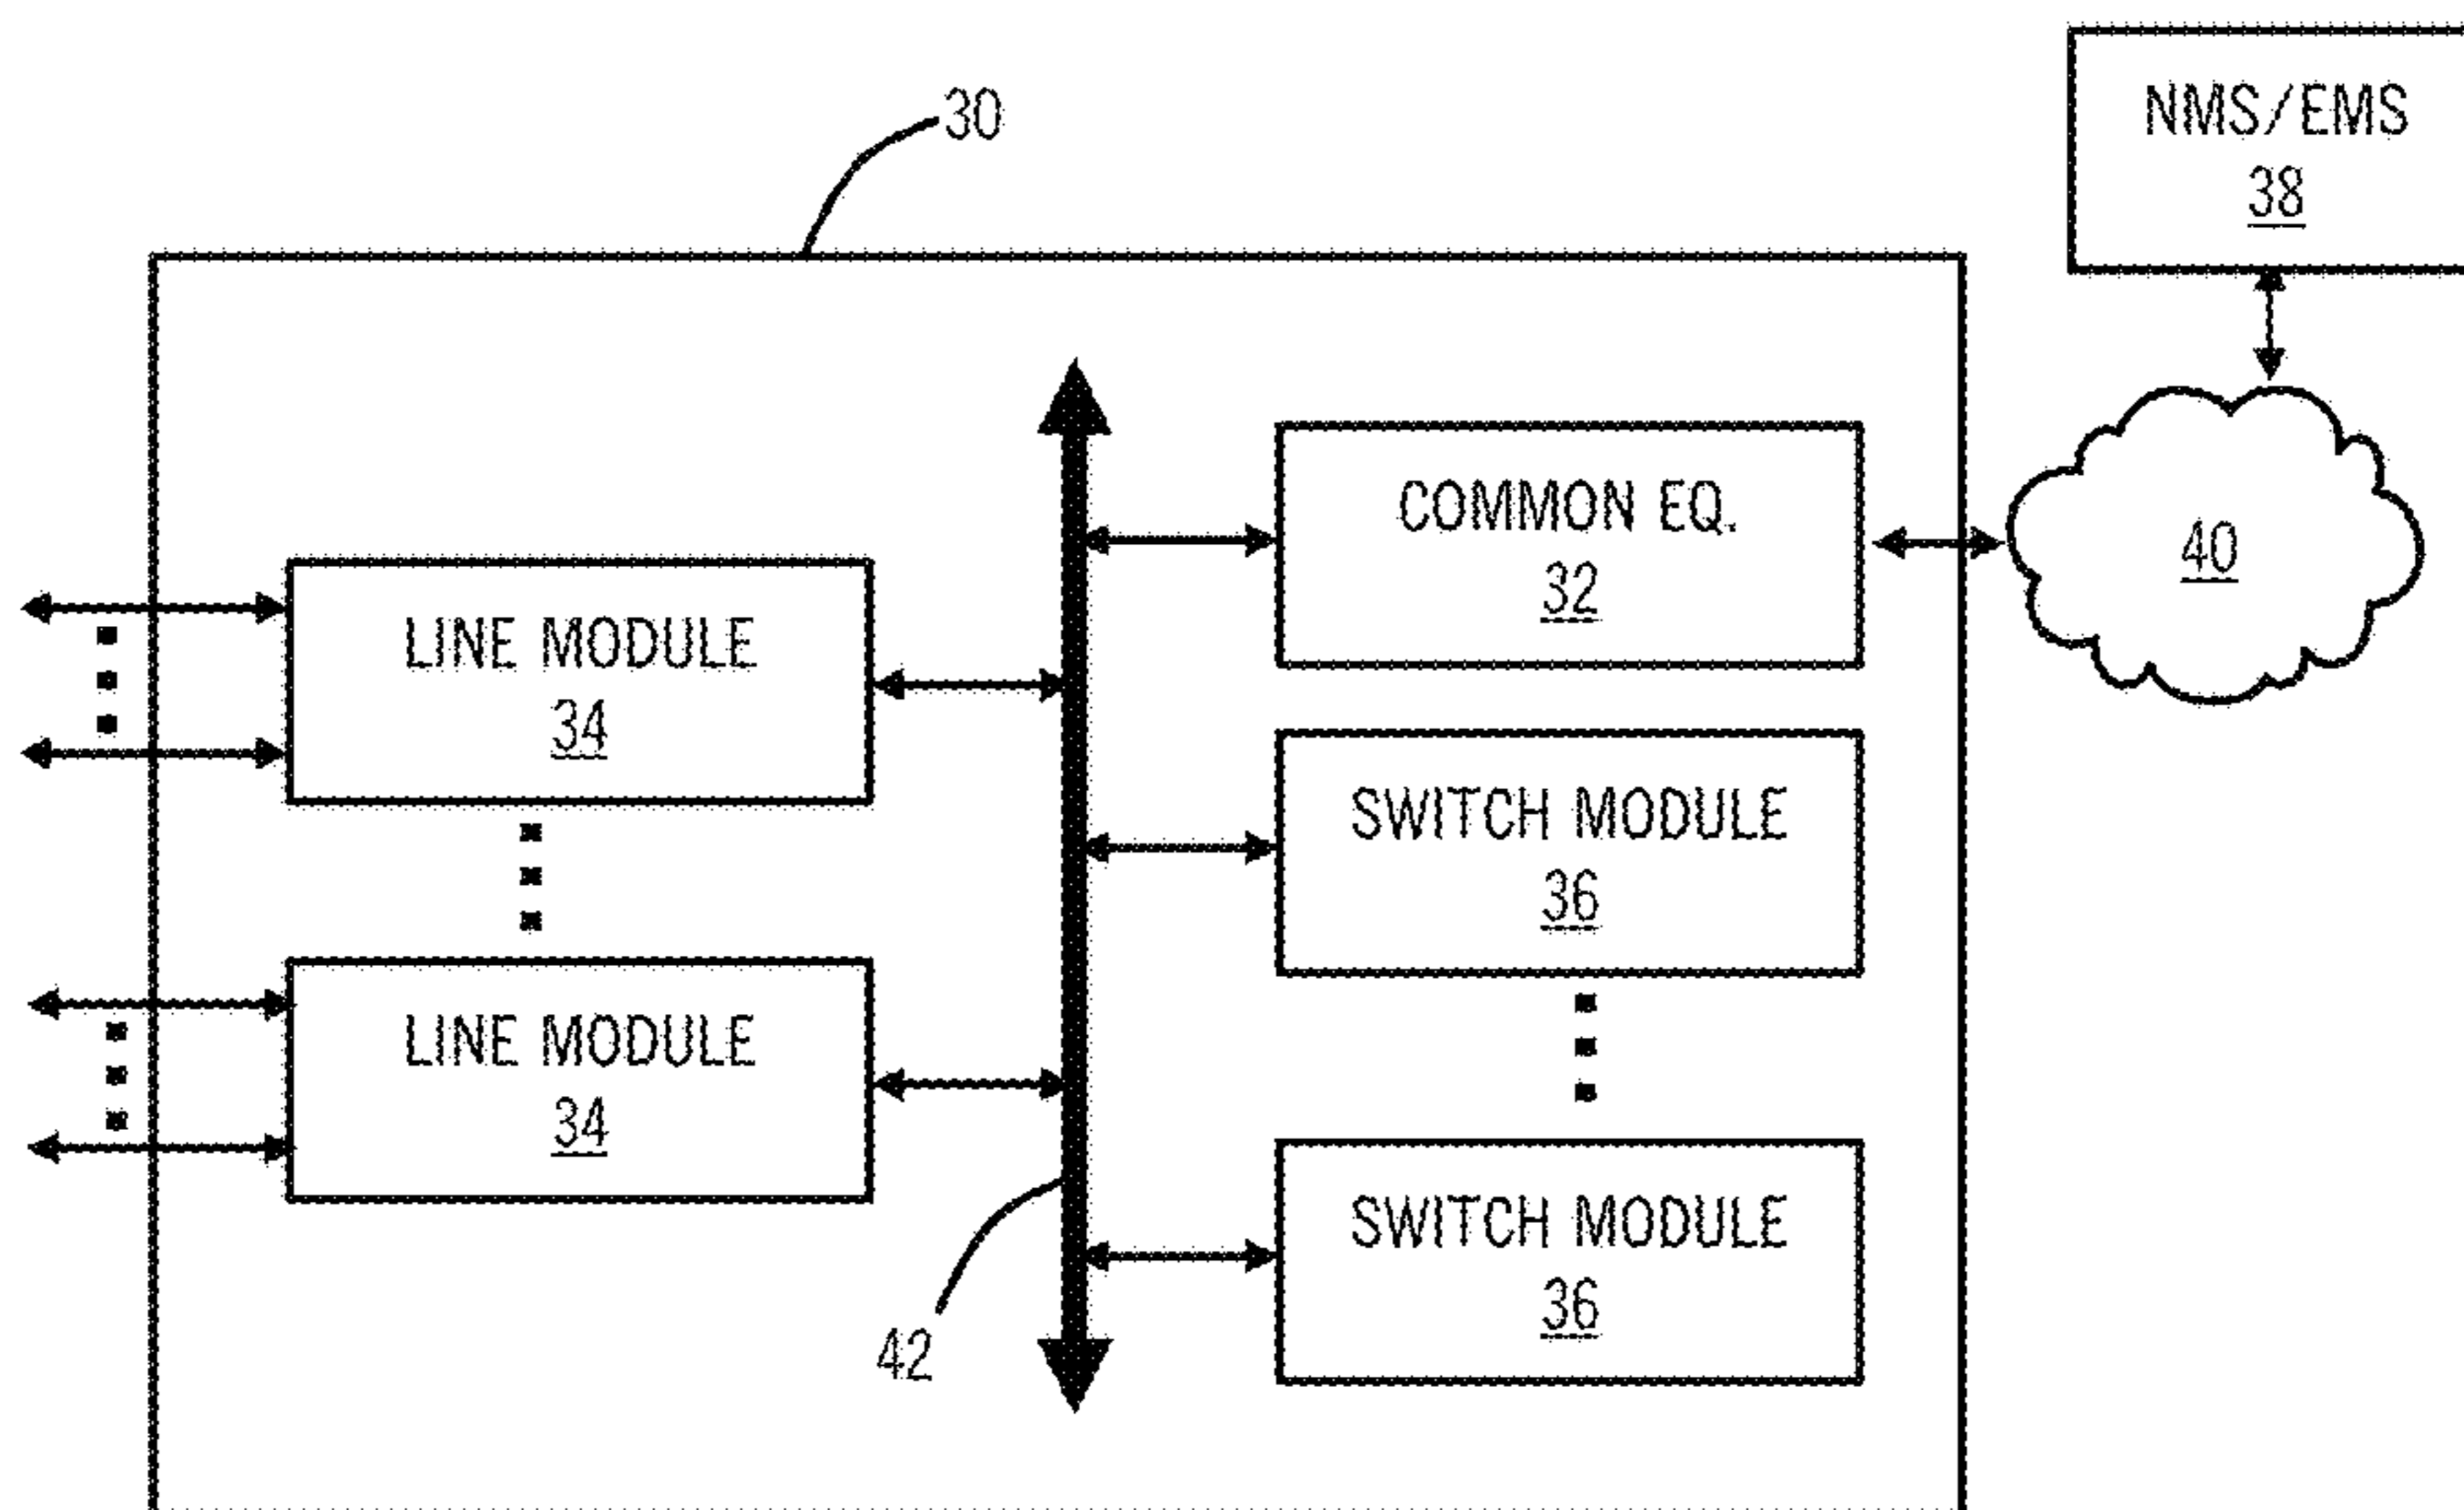 30
NMS/EMS
38
COMMON EQ.
32
40
LINE MODULE
34
SWITCH MODULE
36
LINE MODULE
34
SWITCH MODULE
36
42